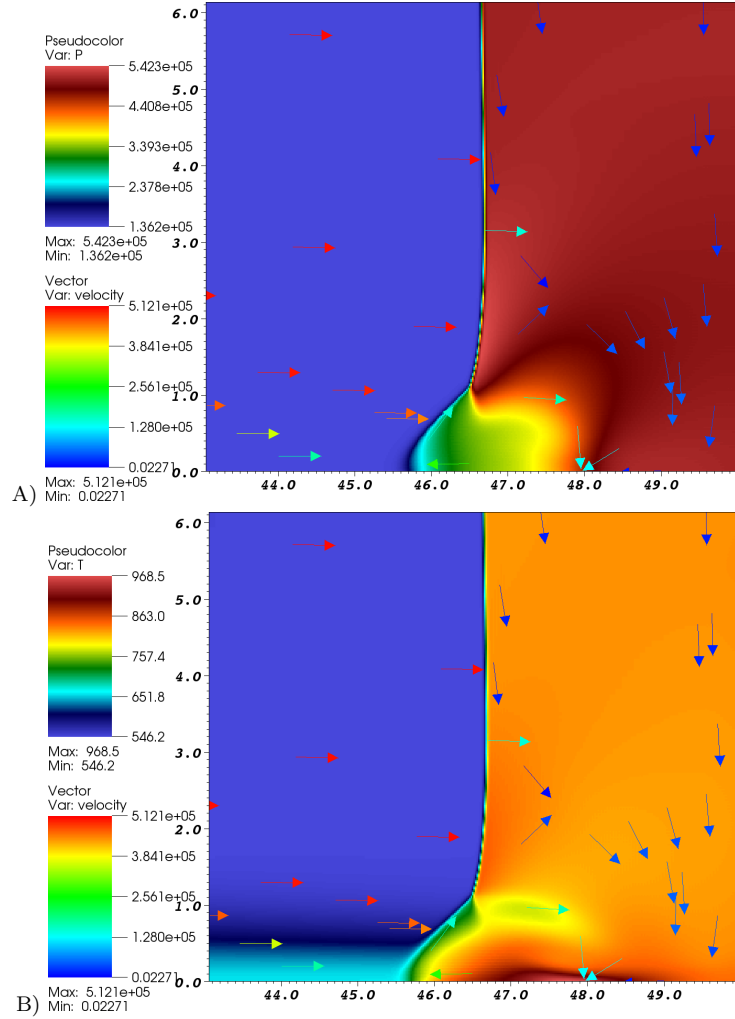 Pseudocolor
Var: P
5.423e+05
4.408e+05
3.393e+05
2.378e+05
1.362e+05
Max: 5.423e+05
Min: 1.362e+05
Vector
Var: velocity
5.121e+05
3.841e+05
2.561e+05
1.280e+05
0.02271
Max: 5.121e+05
Min: 0.02271
6.0
5.0
4.0
3.0
2.0
1.0
0.0
44.0 45.0 46.0 47.0 48.0 49.0
A)
Pseudocolor
Var: T
968.5
863.0
757.4
651.8
546.2
Max: 968.5
Min: 546.2
Vector
Var: velocity
5.121e+05
3.841e+05
2.561e+05
1.280e+05
0.02271
Max: 5.121e+05
Min: 0.02271
6.0
5.0
4.0
3.0
2.0
1.0
0.0
44.0 45.0 46.0 47.0 48.0 49.0
B)